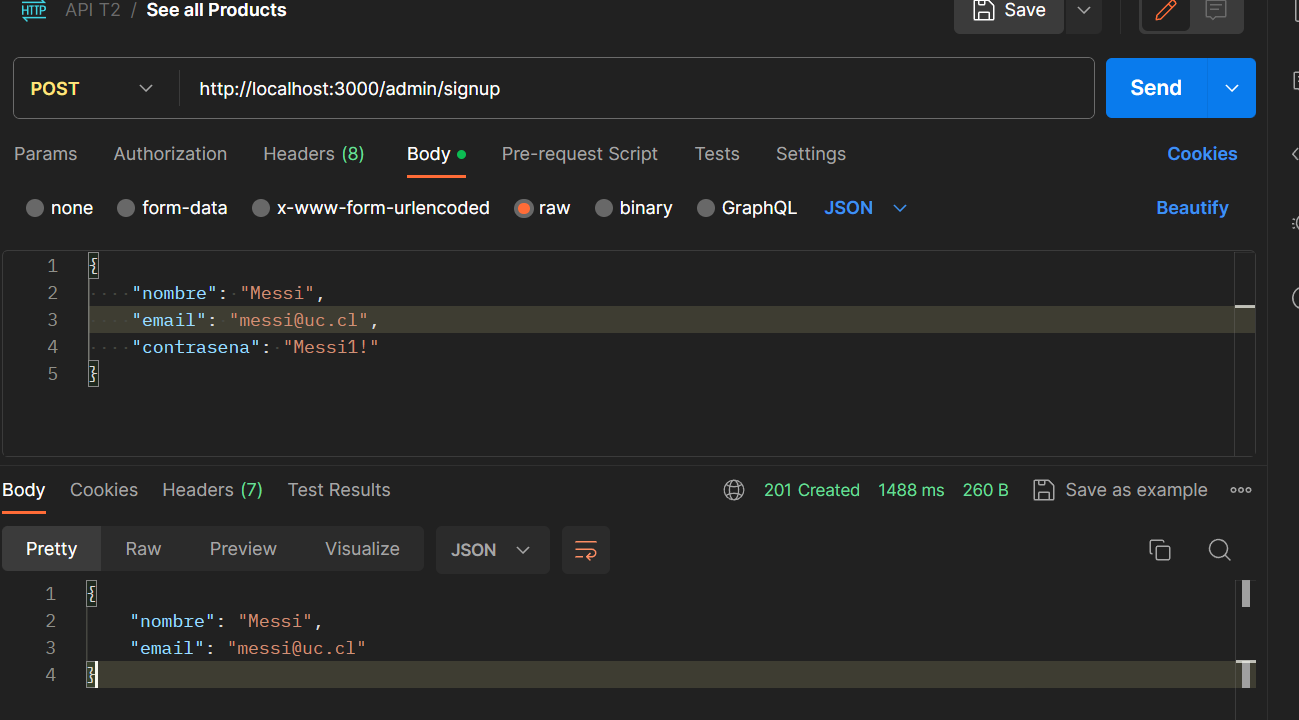 HTTP API T2 / See all Products Save
POST http://localhost:3000/admin/signup Send
Params Authorization Headers (8) Body Pre-request Script Tests Settings Cookies
none form-data x-www-form-urlencoded raw binary GraphQL JSON Beautify
1 {
2 "nombre": "Messi",
3 "email": "messi@uc.cl",
4 "contrasena": "Messi1!"
5 }
Body Cookies Headers (7) Test Results 201 Created 1488 ms 260 B Save as example
Pretty Raw Preview Visualize JSON
1 {
2 "nombre": "Messi",
3 "email": "messi@uc.cl"
4 }